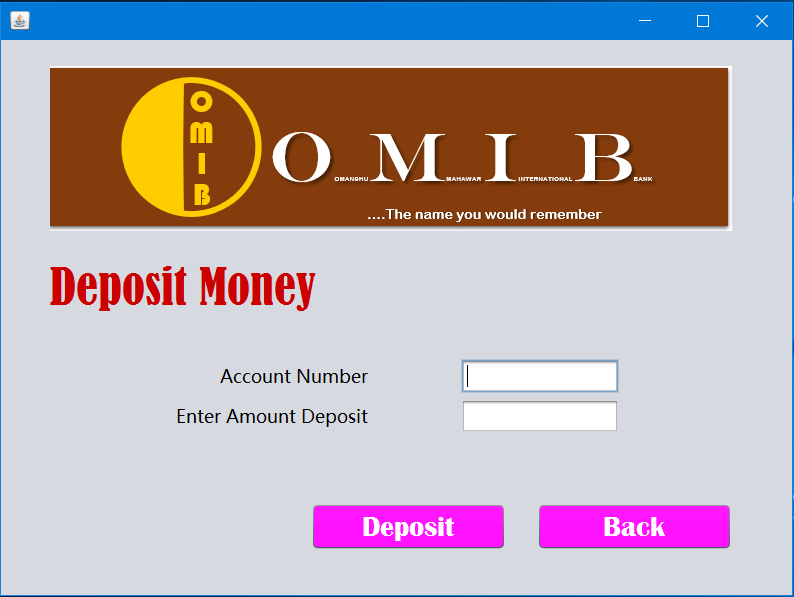 O
M
I
B
O OMANSHU M MAHAWAR I INTERNATIONAL B BANK
....The name you would remember
Deposit Money
Account Number
Enter Amount Deposit
Deposit Back